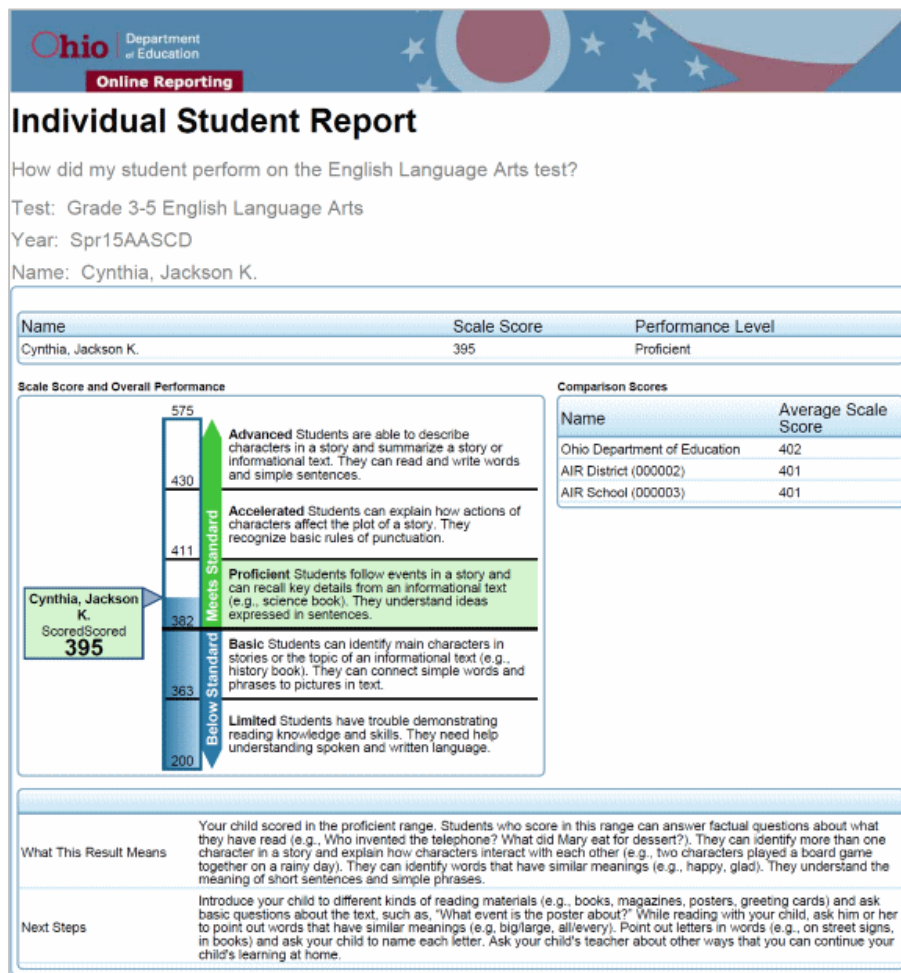 Ohio Department
of Education
Online Reporting
Individual Student Report
How did my student perform on the English Language Arts test?
Test: Grade 3-5 English Language Arts
Year: Spr15AASCD
Name: Cynthia, Jackson K.
Name Scale Score Performance Level
Cynthia, Jackson K. 395 Proficient
Scale Score and Overall Performance
575
Advanced Students are able to describe
characters in a story and summarize a story or
informational text. They can read and write words
and simple sentences.
430
Accelerated Students can explain how actions of
characters affect the plot of a story. They
recognize basic rules of punctuation.
411
Proficient Students follow events in a story and
can recall key details from an informational text
(e.g., science book). They understand ideas
expressed in sentences.
382
Basic Students can identify main characters in
stories or the topic of an informational text (e.g.,
history book). They can connect simple words and
phrases to pictures in text.
363
Limited Students have trouble demonstrating
reading knowledge and skills. They need help
understanding spoken and written language.
200
Meets Standard
Below Standard
Cynthia, Jackson
K.
ScoredScored
395
Comparison Scores
Name Average Scale
Score
Ohio Department of Education 402
AIR District (000002) 401
AIR School (000003) 401
What This Result Means
Your child scored in the proficient range. Students who score in this range can answer factual questions about what
they have read (e.g., Who invented the telephone? What did Mary eat for dessert?). They can identify more than one
character in a story and explain how characters interact with each other (e.g., two characters played a board game
together on a rainy day). They can identify words that have similar meanings (e.g., happy, glad). They understand the
meaning of short sentences and simple phrases.
Next Steps
Introduce your child to different kinds of reading materials (e.g., books, magazines, posters, greeting cards) and ask
basic questions about the text, such as, "What event is the poster about?" While reading with your child, ask him or her
to point out words that have similar meanings (e.g, big/large, all/every). Point out letters in words (e.g., on street signs,
in books) and ask your child to name each letter. Ask your child's teacher about other ways that you can continue your
child's learning at home.